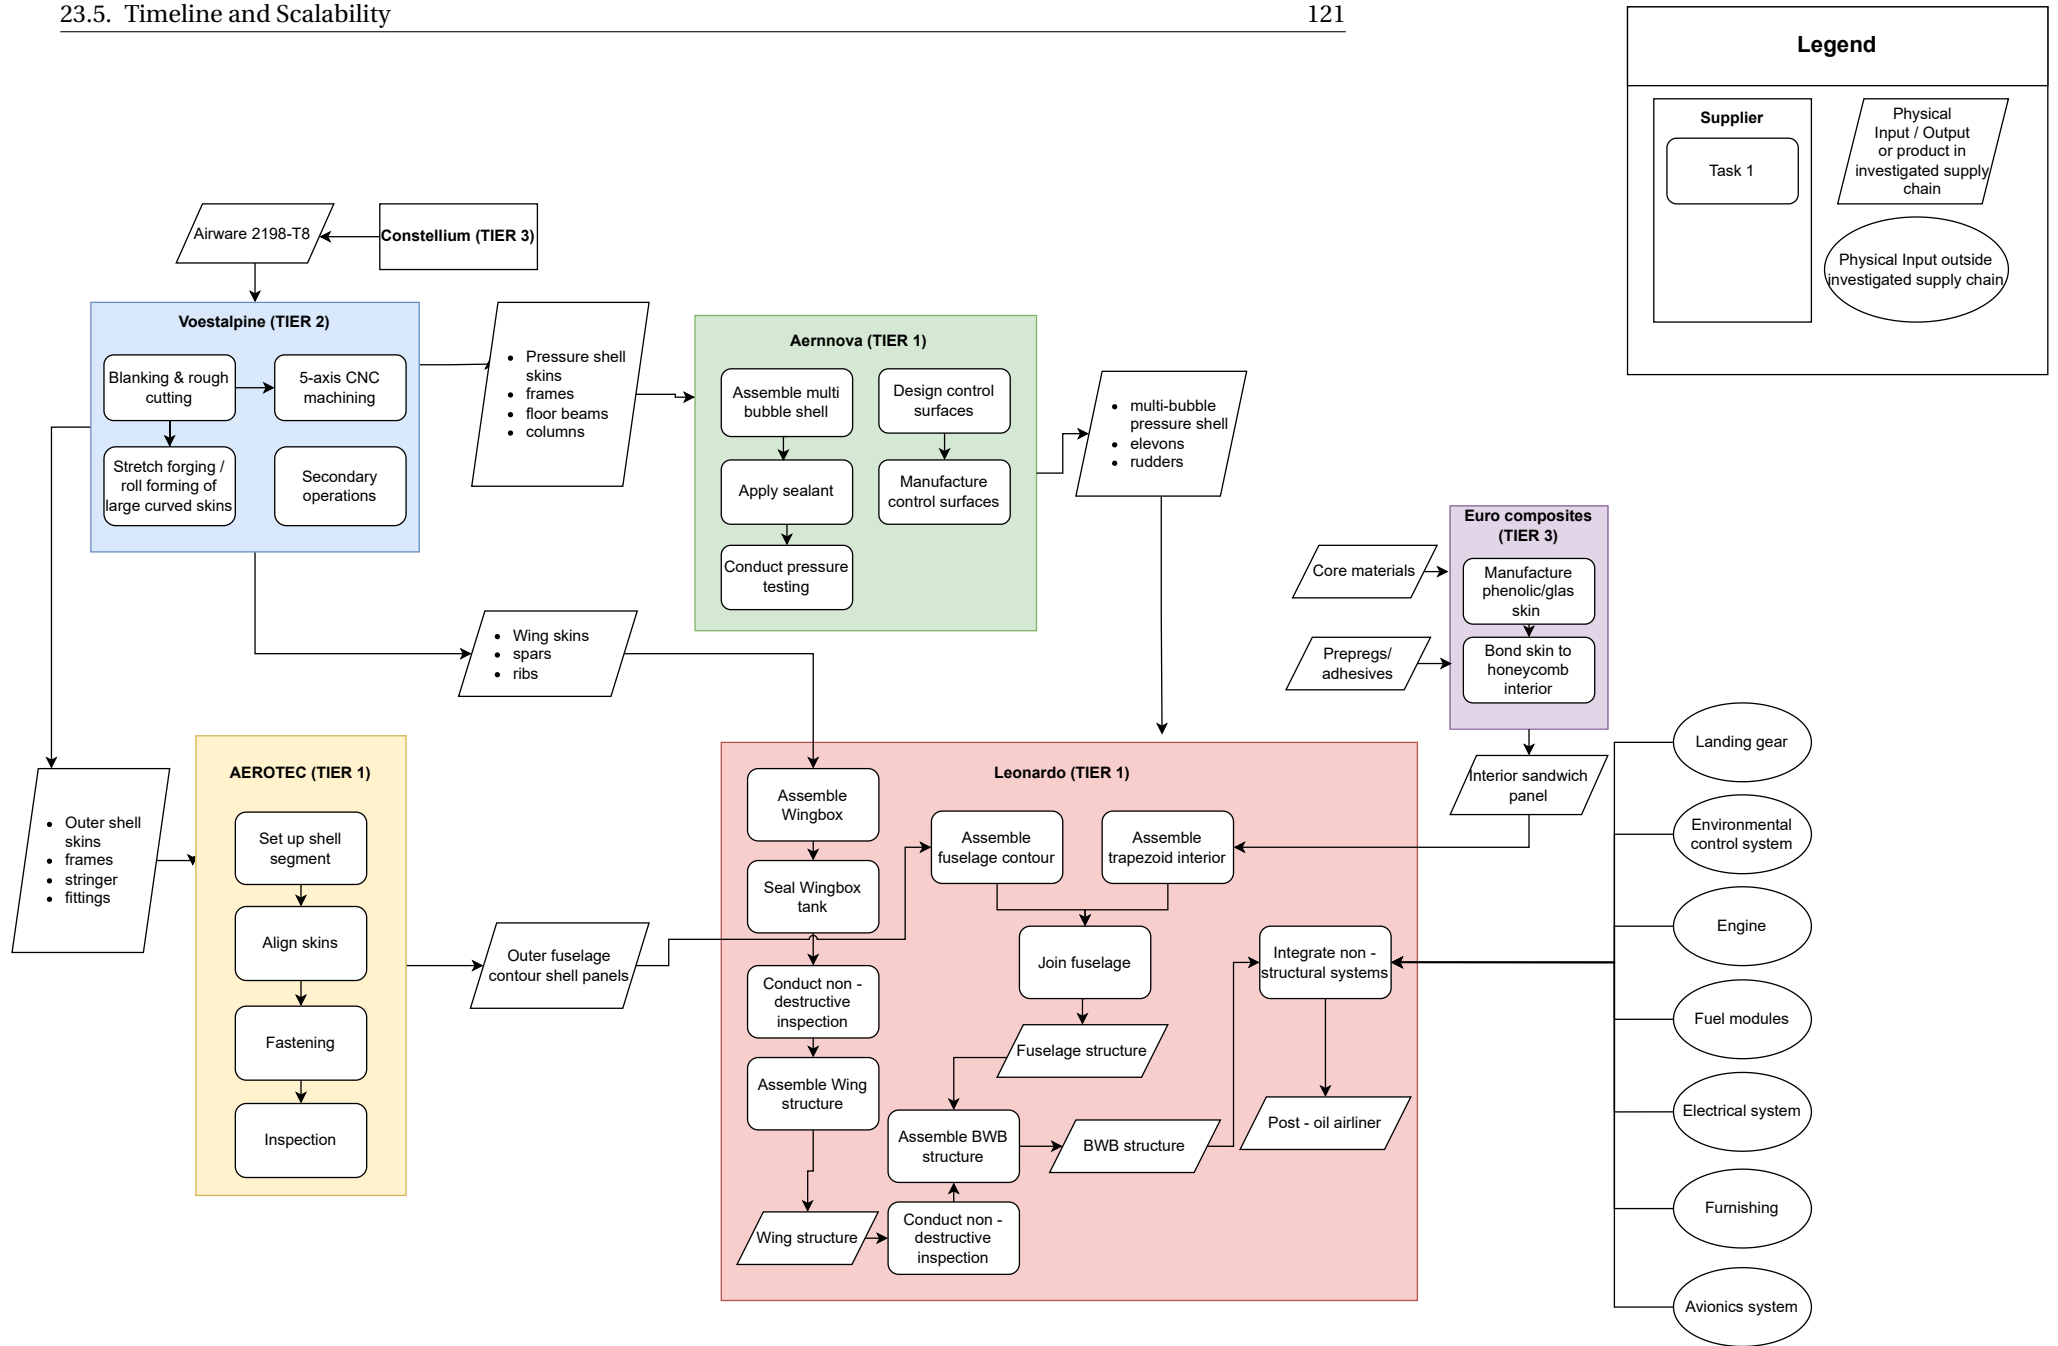 23.5. Timeline and Scalability
121
Legend
Supplier
Task 1
Physical
Input / Output
or product in
investigated supply
chain
Physical Input outside
investigated supply chain
Airware 2198-T8
Constellium (TIER 3)
Voestalpine (TIER 2)
Blanking & rough
cutting
5-axis CNC
machining
Stretch forging /
roll forming of
large curved skins
Secondary
operations
• Pressure shell
skins
• frames
• floor beams
• columns
Aernnova (TIER 1)
Assemble multi
bubble shell
Design control
surfaces
Apply sealant
Manufacture
control surfaces
Conduct pressure
testing
• multi-bubble
pressure shell
• elevons
• rudders
Euro composites
(TIER 3)
Core materials
Manufacture
phenolic/glas
skin
Prepregs/
adhesives
Bond skin to
honeycomb
interior
Interior sandwich
panel
• Wing skins
• spars
• ribs
• Outer shell
skins
• frames
• stringer
• fittings
AEROTEC (TIER 1)
Set up shell
segment
Align skins
Fastening
Inspection
Outer fuselage
contour shell panels
Leonardo (TIER 1)
Assemble
Wingbox
Seal Wingbox
tank
Conduct non -
destructive
inspection
Assemble Wing
structure
Wing structure
Conduct non -
destructive
inspection
Assemble
fuselage contour
Assemble
trapezoid interior
Join fuselage
Fuselage structure
Assemble BWB
structure
BWB structure
Integrate non -
structural systems
Post - oil airliner
Landing gear
Environmental
control system
Engine
Fuel modules
Electrical system
Furnishing
Avionics system